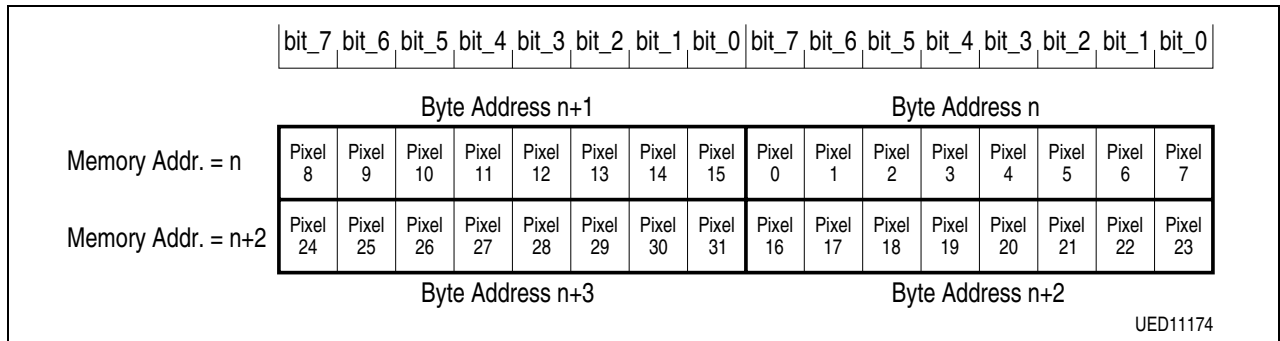 bit_7 bit_6 bit_5 bit_4 bit_3 bit_2 bit_1 bit_0 bit_7 bit_6 bit_5 bit_4 bit_3 bit_2 bit_1 bit_0
Byte Address n+1 Byte Address n
Memory Addr. = n
Pixel 8 Pixel 9 Pixel 10 Pixel 11 Pixel 12 Pixel 13 Pixel 14 Pixel 15 Pixel 0 Pixel 1 Pixel 2 Pixel 3 Pixel 4 Pixel 5 Pixel 6 Pixel 7
Memory Addr. = n+2
Pixel 24 Pixel 25 Pixel 26 Pixel 27 Pixel 28 Pixel 29 Pixel 30 Pixel 31 Pixel 16 Pixel 17 Pixel 18 Pixel 19 Pixel 20 Pixel 21 Pixel 22 Pixel 23
Byte Address n+3 Byte Address n+2
UED11174